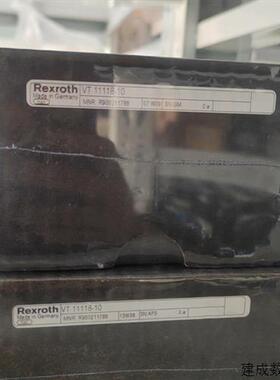 Rexroth VT 11118-10
Made in Germany
MNR: R900211788
Rexroth VT 11118-10
Made in Germany
MNR: R900211788
建成数